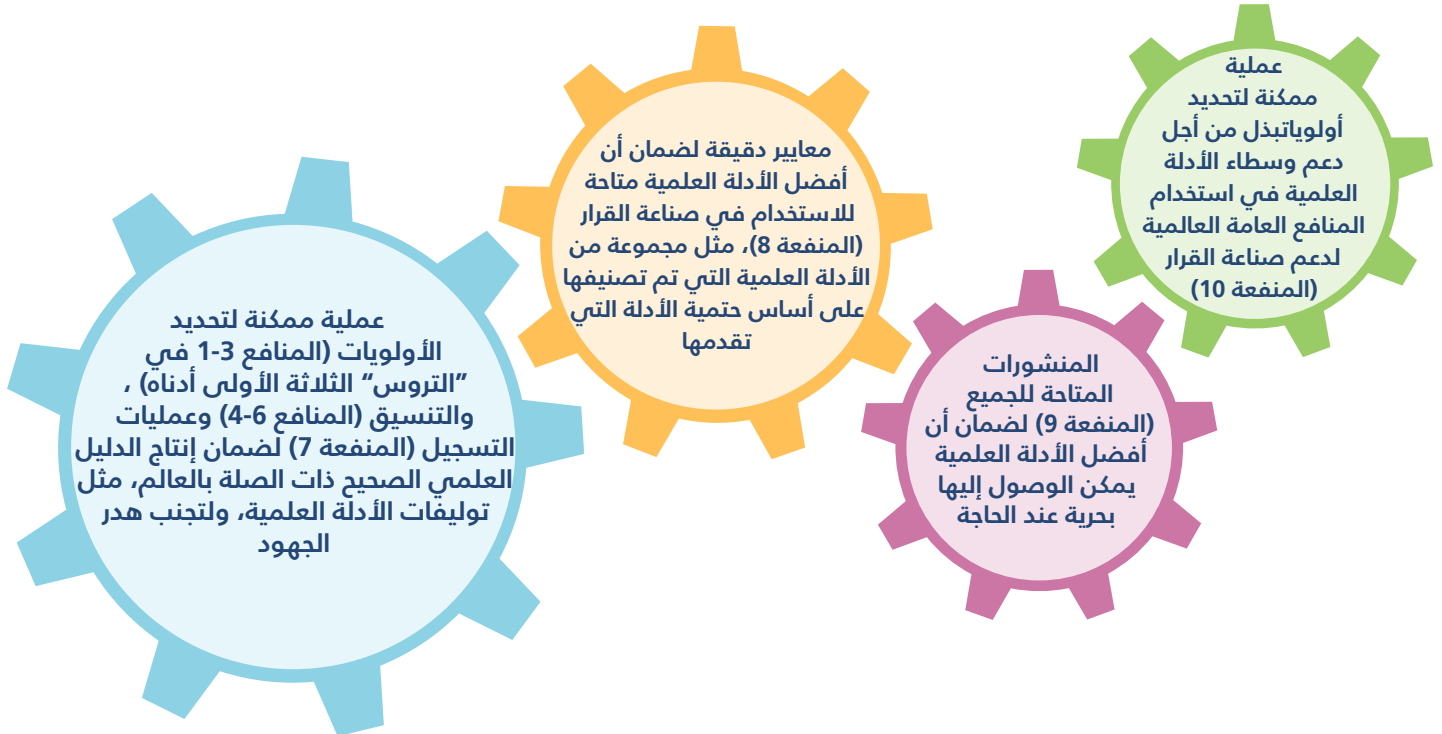 عملية ممكنة لتحديد
الأولويات (المنافع 3-1 في
”التروس“ الثلاثة الأولى أدناه) ،
والتنسيق (المنافع 6-4) وعمليات
التسجيل (المنفعة 7) لضمان إنتاج الدليل
العلمي الصحيح ذات الصلة بالعالم، مثل
توليفات الأدلة العلمية، ولتجنب هدر
الجهود
معايير دقيقة لضمان أن
أفضل الأدلة العلمية متاحة
للاستخدام في صناعة القرار
(المنفعة 8)، مثل مجموعة من
الأدلة العلمية التي تم تصنيفها
على أساس حتمية الأدلة التي
تقدمها
المنشورات
المتاحة للجميع
(المنفعة 9) لضمان أن
أفضل الأدلة العلمية
يمكن الوصول إليها
بحرية عند الحاجة
عملية
ممكنة لتحديد
أولوياتبذل من أجل
دعم وسطاء الأدلة
العلمية في استخدام
المنافع العامة العالمية
لدعم صناعة القرار
(المنفعة 10)